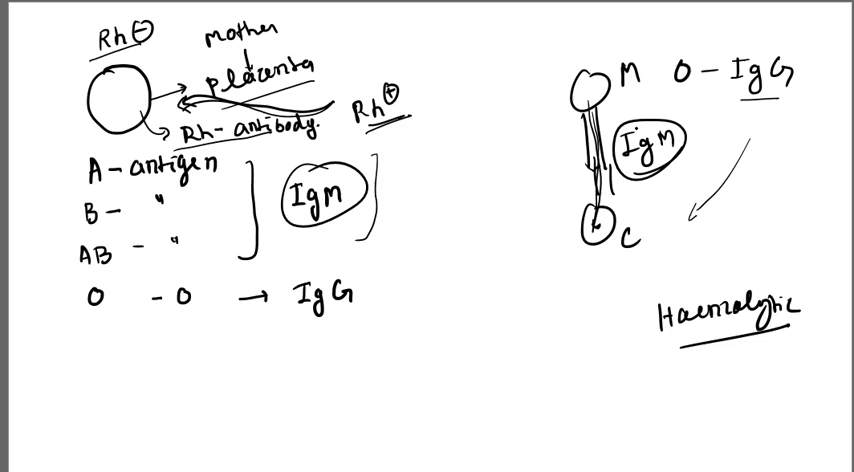 Rh⊖
mother
placenta
Rh⊕
Rh-antibody.
A-antigen
B- "
AB - "
IgM
O - O → IgG
M O - IgG
IgM
C
Haemolytic